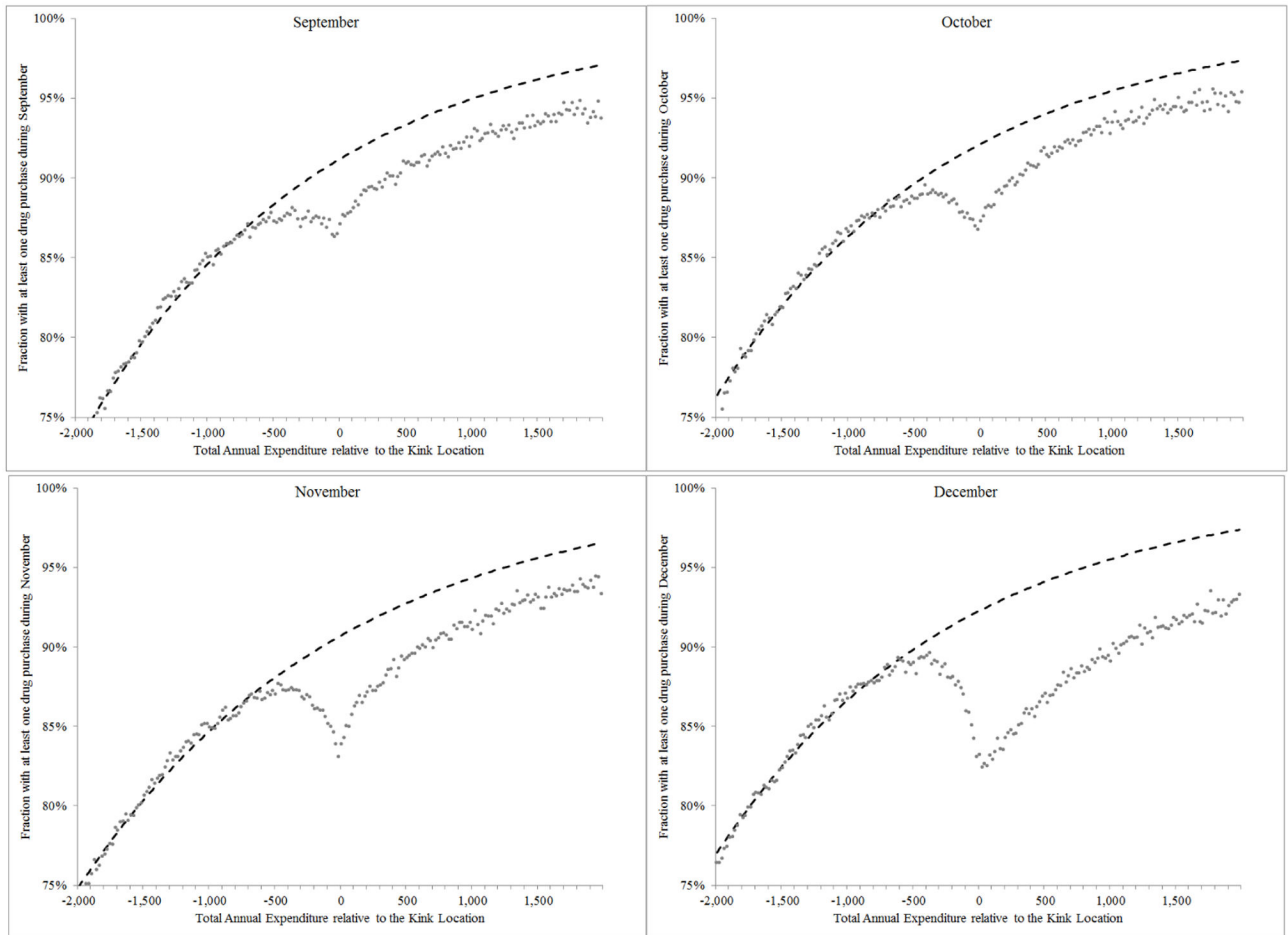 September
Fraction with at least one drug purchase during September
100%
95%
90%
85%
80%
75%
-2,000 -1,500 -1,000 -500 0 500 1,000 1,500
Total Annual Expenditure relative to the Kink Location
October
Fraction with at least one drug purchase during October
100%
95%
90%
85%
80%
75%
-2,000 -1,500 -1,000 -500 0 500 1,000 1,500
Total Annual Expenditure relative to the Kink Location
November
Fraction with at least one drug purchase during November
100%
95%
90%
85%
80%
75%
-2,000 -1,500 -1,000 -500 0 500 1,000 1,500
Total Annual Expenditure relative to the Kink Location
December
Fraction with at least one drug purchase during December
100%
95%
90%
85%
80%
75%
-2,000 -1,500 -1,000 -500 0 500 1,000 1,500
Total Annual Expenditure relative to the Kink Location